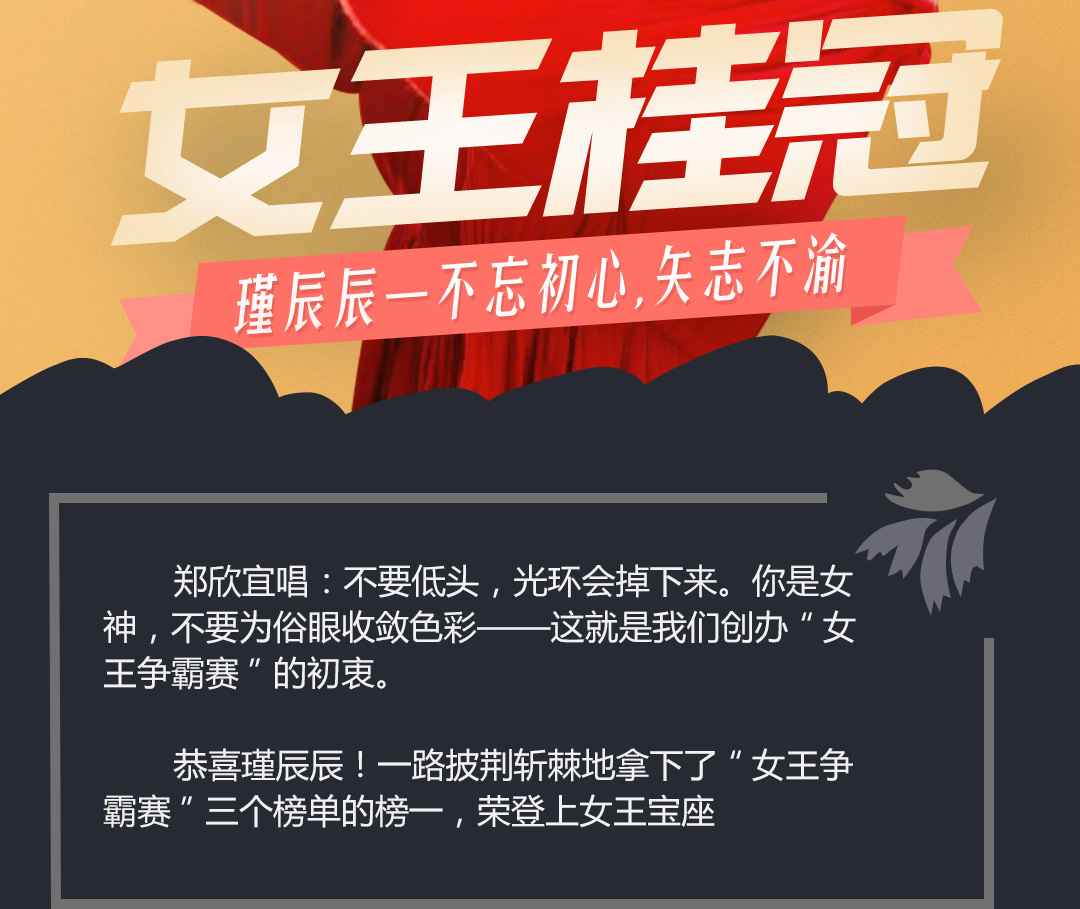 女王桂冠
瑾辰辰一不忘初心,矢志不渝
郑欣宜唱：不要低头，光环会掉下来。你是女
神，不要为俗眼收敛色彩——这就是我们创办“女
王争霸赛”的初衷。
恭喜瑾辰辰！一路披荆斩棘地拿下了“女王争
霸赛”三个榜单的榜一，荣登上女王宝座